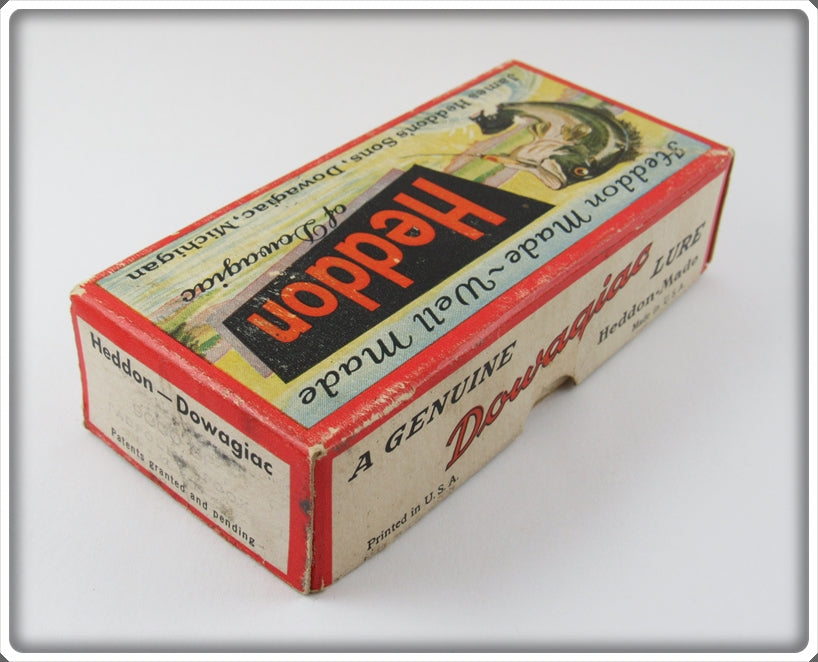 Heddon Made~Well Made
Heddon
of Dowagiac
James Heddon's Sons, Dowagiac, Michigan
Heddon—Dowagiac
Patents granted and pending
A GENUINE
Dowagiac
LURE
Heddon-Made
Made in U.S.A.
Printed in U.S.A.